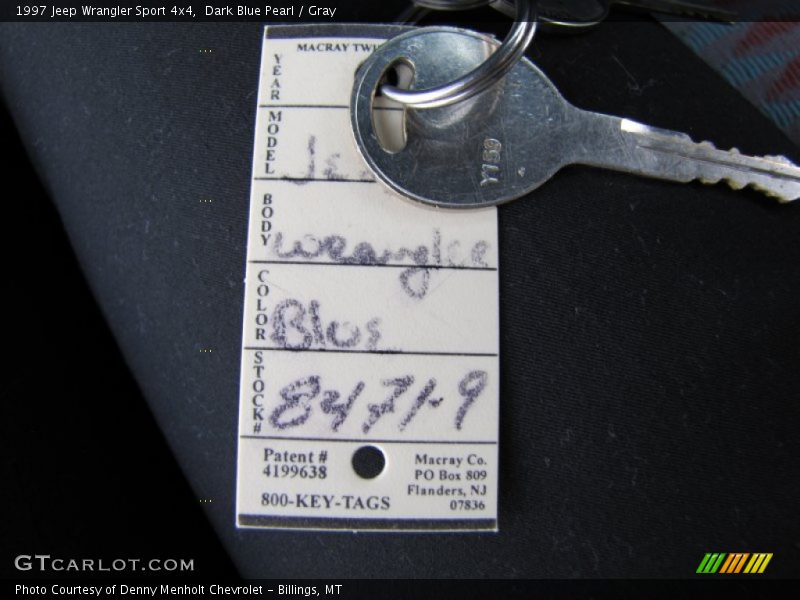 1997 Jeep Wrangler Sport 4x4, Dark Blue Pearl / Gray
MACRAY
YEAR
MODEL
Y159
BODY wrangler
COLOR Blue
STOCK# 8471-9
Patent #
4199638
800-KEY-TAGS
Macray Co.
PO Box 809
Flanders, NJ
07836
GTCARLOT.COM
Photo Courtesy of Denny Menholt Chevrolet - Billings, MT